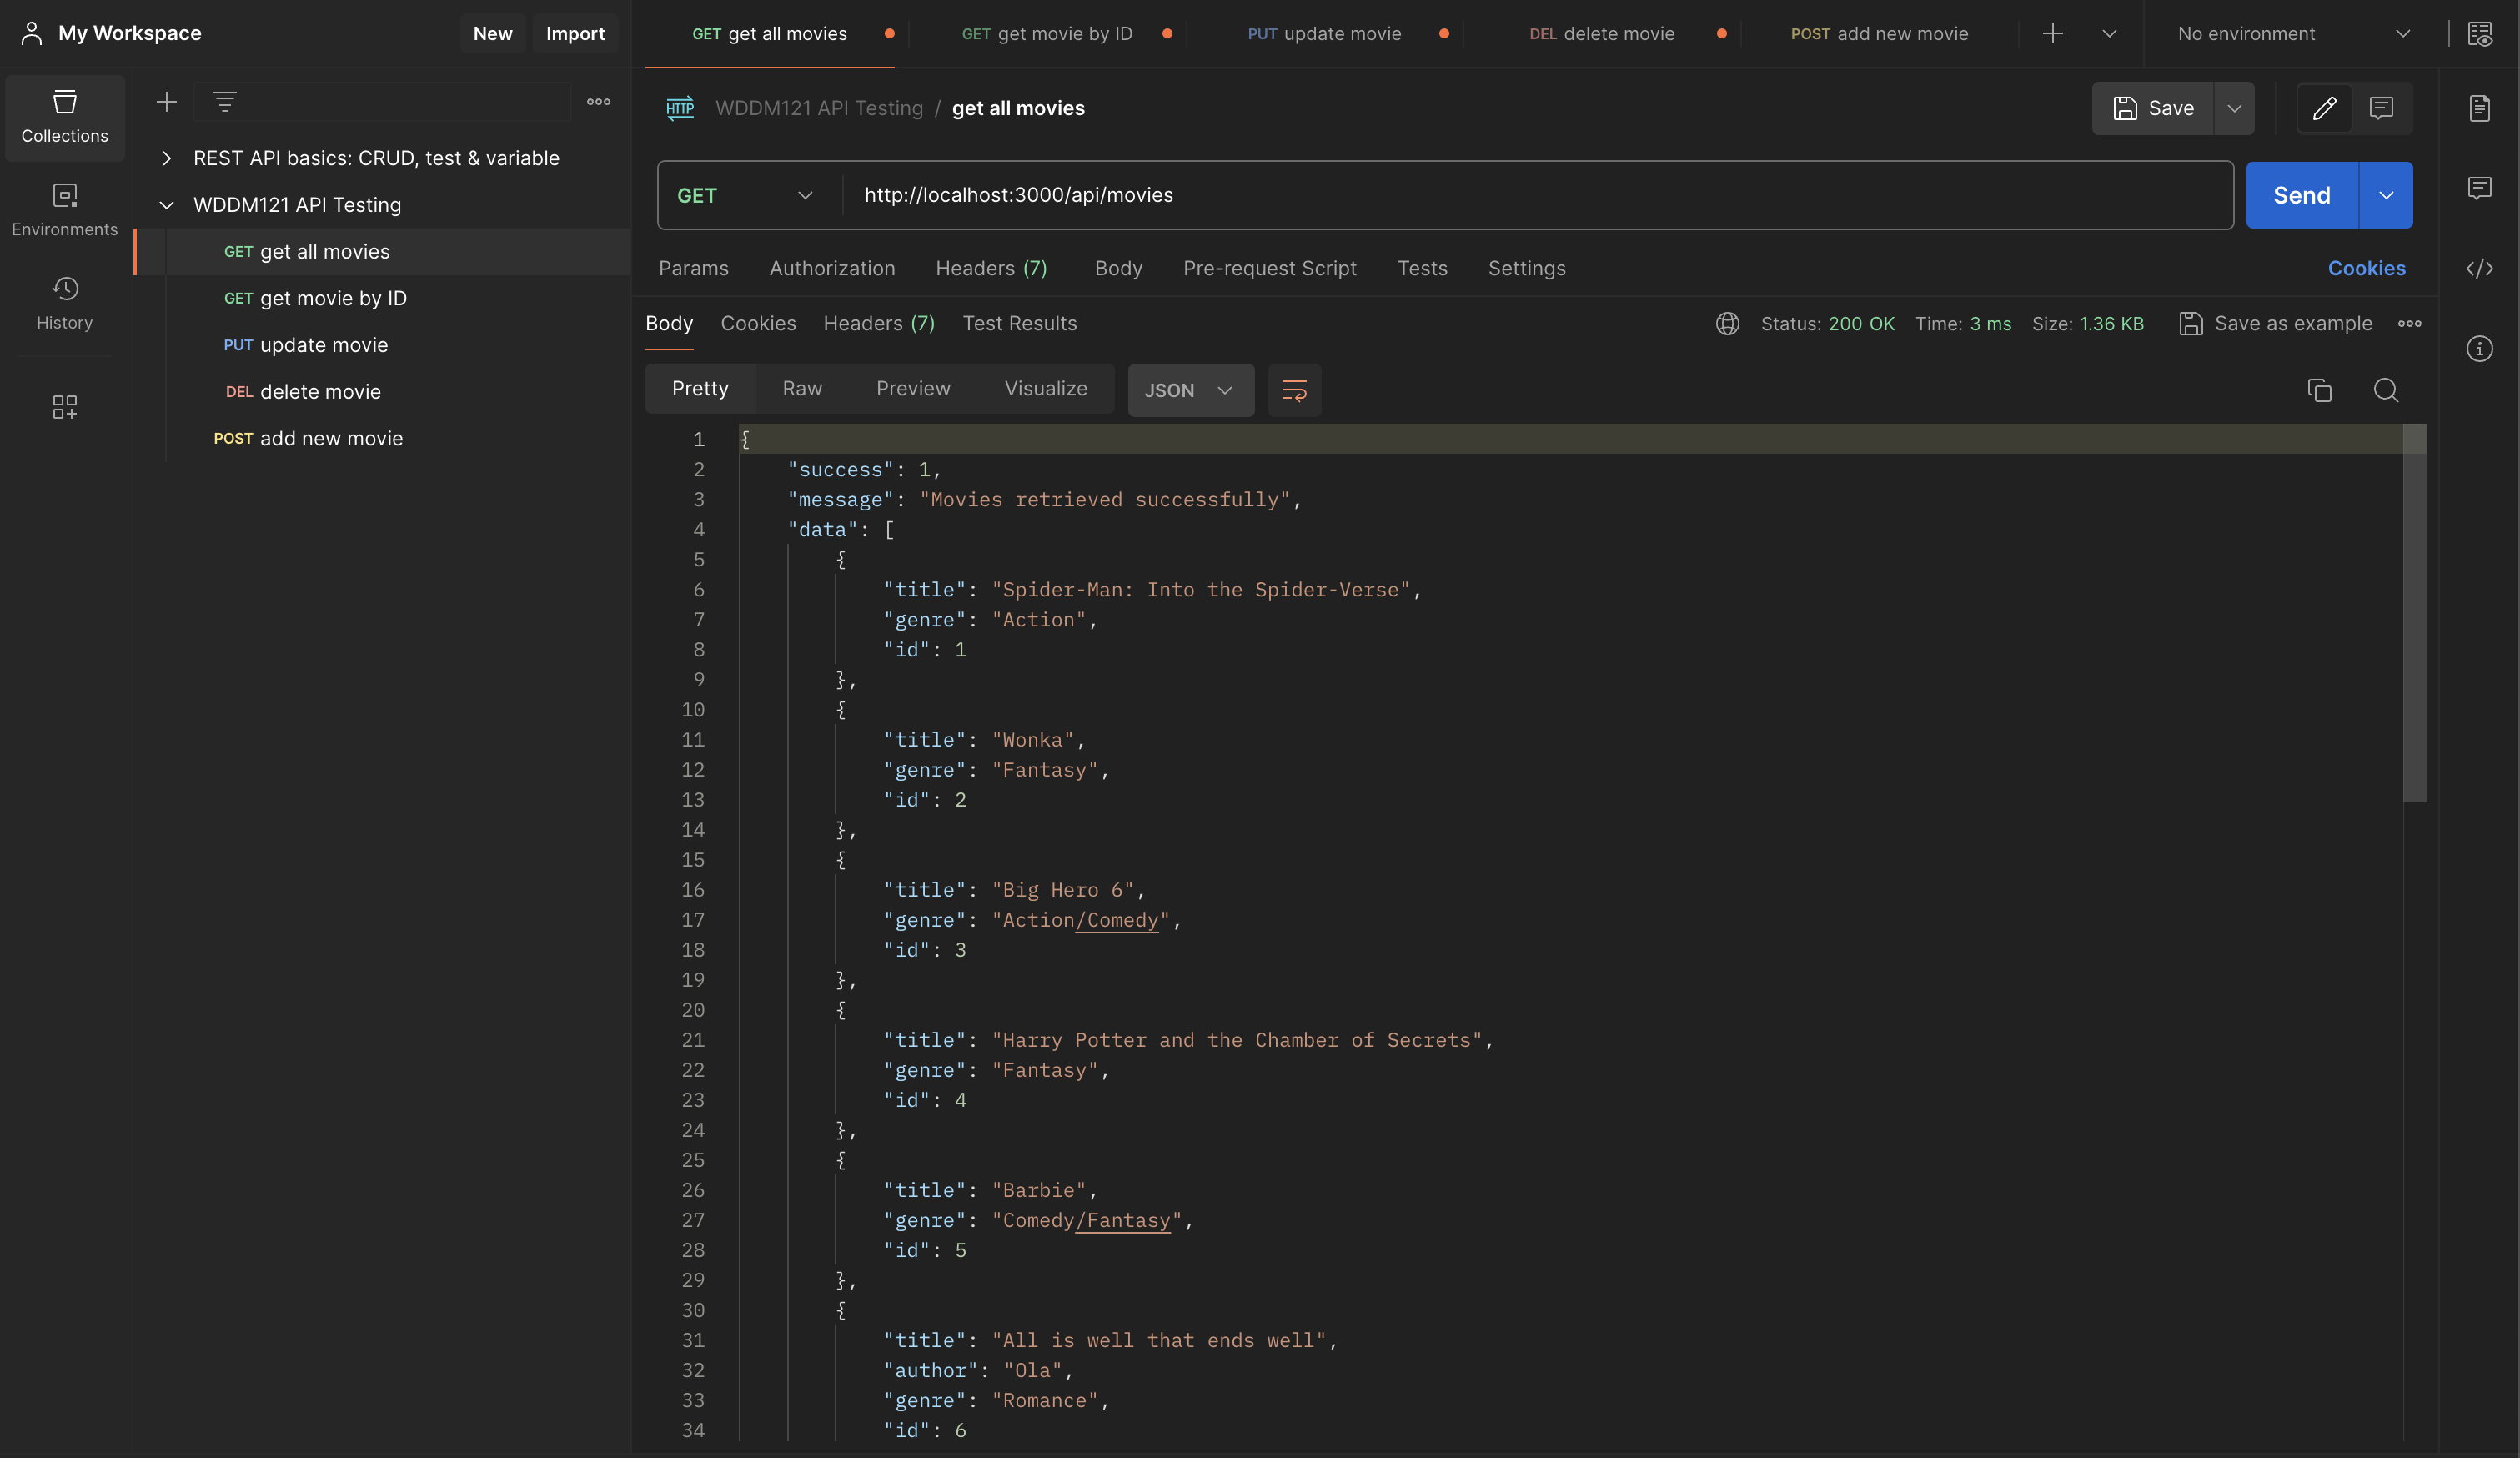 My Workspace
New
Import
GET get all movies
GET get movie by ID
PUT update movie
DEL delete movie
POST add new movie
No environment
Collections
Environments
History
REST API basics: CRUD, test & variable
WDDM121 API Testing
GET get all movies
GET get movie by ID
PUT update movie
DEL delete movie
POST add new movie
HTTP WDDM121 API Testing / get all movies
Save
GET http://localhost:3000/api/movies
Send
Params Authorization Headers (7) Body Pre-request Script Tests Settings Cookies
Body Cookies Headers (7) Test Results Status: 200 OK Time: 3 ms Size: 1.36 KB Save as example
Pretty Raw Preview Visualize JSON
1 {
2 "success": 1,
3 "message": "Movies retrieved successfully",
4 "data": [
5 {
6 "title": "Spider-Man: Into the Spider-Verse",
7 "genre": "Action",
8 "id": 1
9 },
10 {
11 "title": "Wonka",
12 "genre": "Fantasy",
13 "id": 2
14 },
15 {
16 "title": "Big Hero 6",
17 "genre": "Action/Comedy",
18 "id": 3
19 },
20 {
21 "title": "Harry Potter and the Chamber of Secrets",
22 "genre": "Fantasy",
23 "id": 4
24 },
25 {
26 "title": "Barbie",
27 "genre": "Comedy/Fantasy",
28 "id": 5
29 },
30 {
31 "title": "All is well that ends well",
32 "author": "Ola",
33 "genre": "Romance",
34 "id": 6